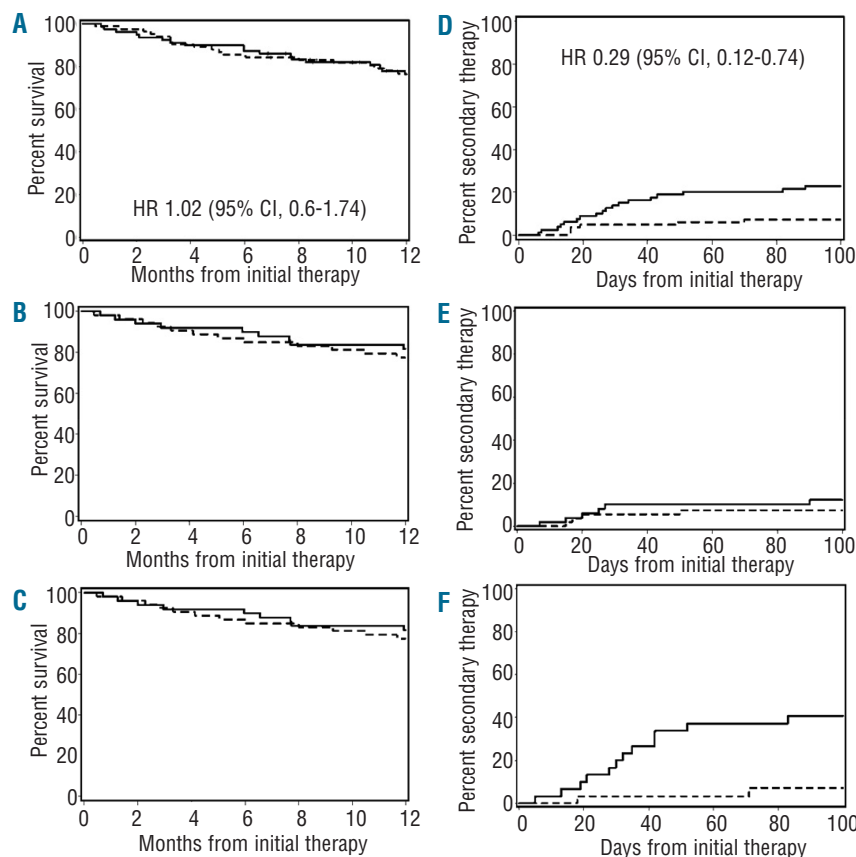 A
Percent survival
100
80
60
40
20
0
HR 1.02 (95% CI, 0.6-1.74)
0 2 4 6 8 10 12
Months from initial therapy
D
Percent secondary therapy
100
80
60
40
20
0
HR 0.29 (95% CI, 0.12-0.74)
0 20 40 60 80 100
Days from initial therapy
B
Percent survival
100
80
60
40
20
0
0 2 4 6 8 10 12
Months from initial therapy
E
Percent secondary therapy
100
80
60
40
20
0
0 20 40 60 80 100
Days from initial therapy
C
Percent survival
100
80
60
40
20
0
0 2 4 6 8 10 12
Months from initial therapy
F
Percent secondary therapy
100
80
60
40
20
0
0 20 40 60 80 100
Days from initial therapy